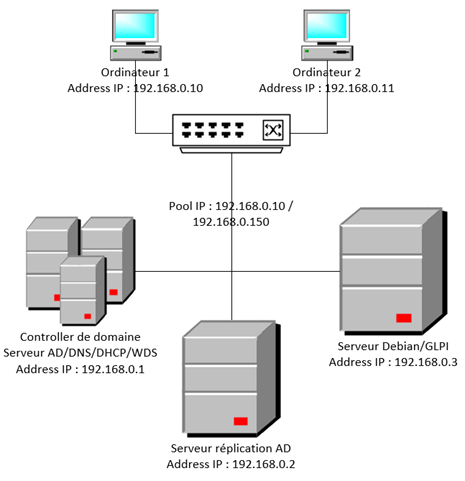 Ordinateur 1
Address IP : 192.168.0.10
Ordinateur 2
Address IP : 192.168.0.11
Pool IP : 192.168.0.10 /
192.168.0.150
Controller de domaine
Serveur AD/DNS/DHCP/WDS
Address IP : 192.168.0.1
Serveur Debian/GLPI
Address IP : 192.168.0.3
Serveur réplication AD
Address IP : 192.168.0.2